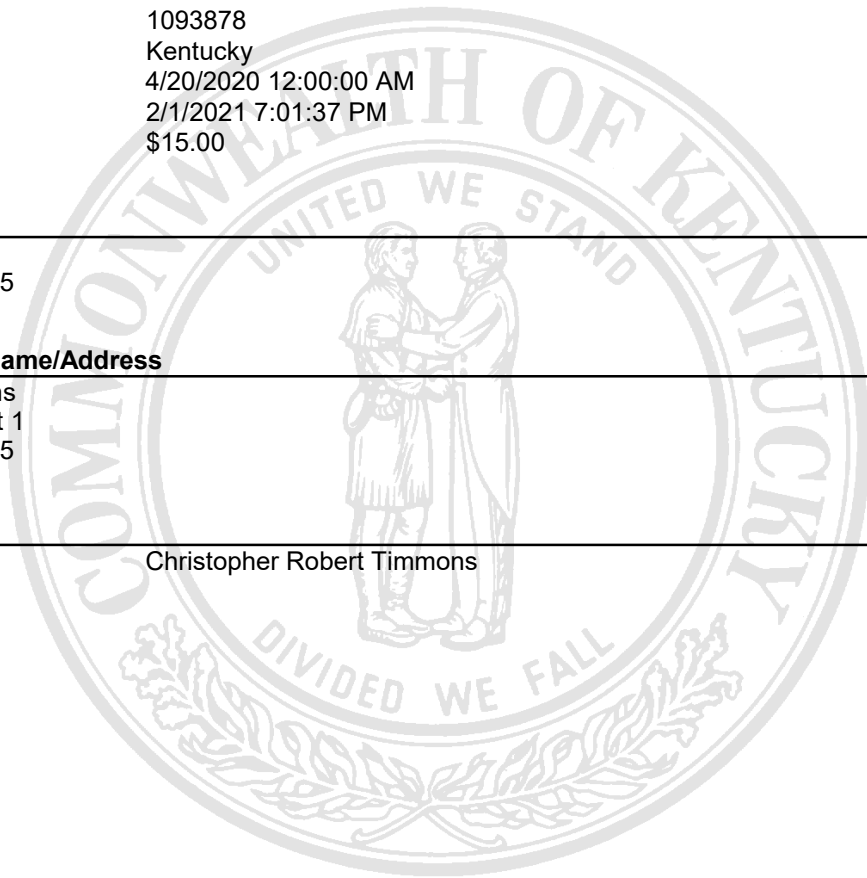 1093878
Kentucky
4/20/2020 12:00:00 AM
2/1/2021 7:01:37 PM
$15.00
COMMONWEALTH OF KENTUCKY
UNITED WE STAND
5
ame/Address
ns
t 1
5
Christopher Robert Timmons
DIVIDED WE FALL